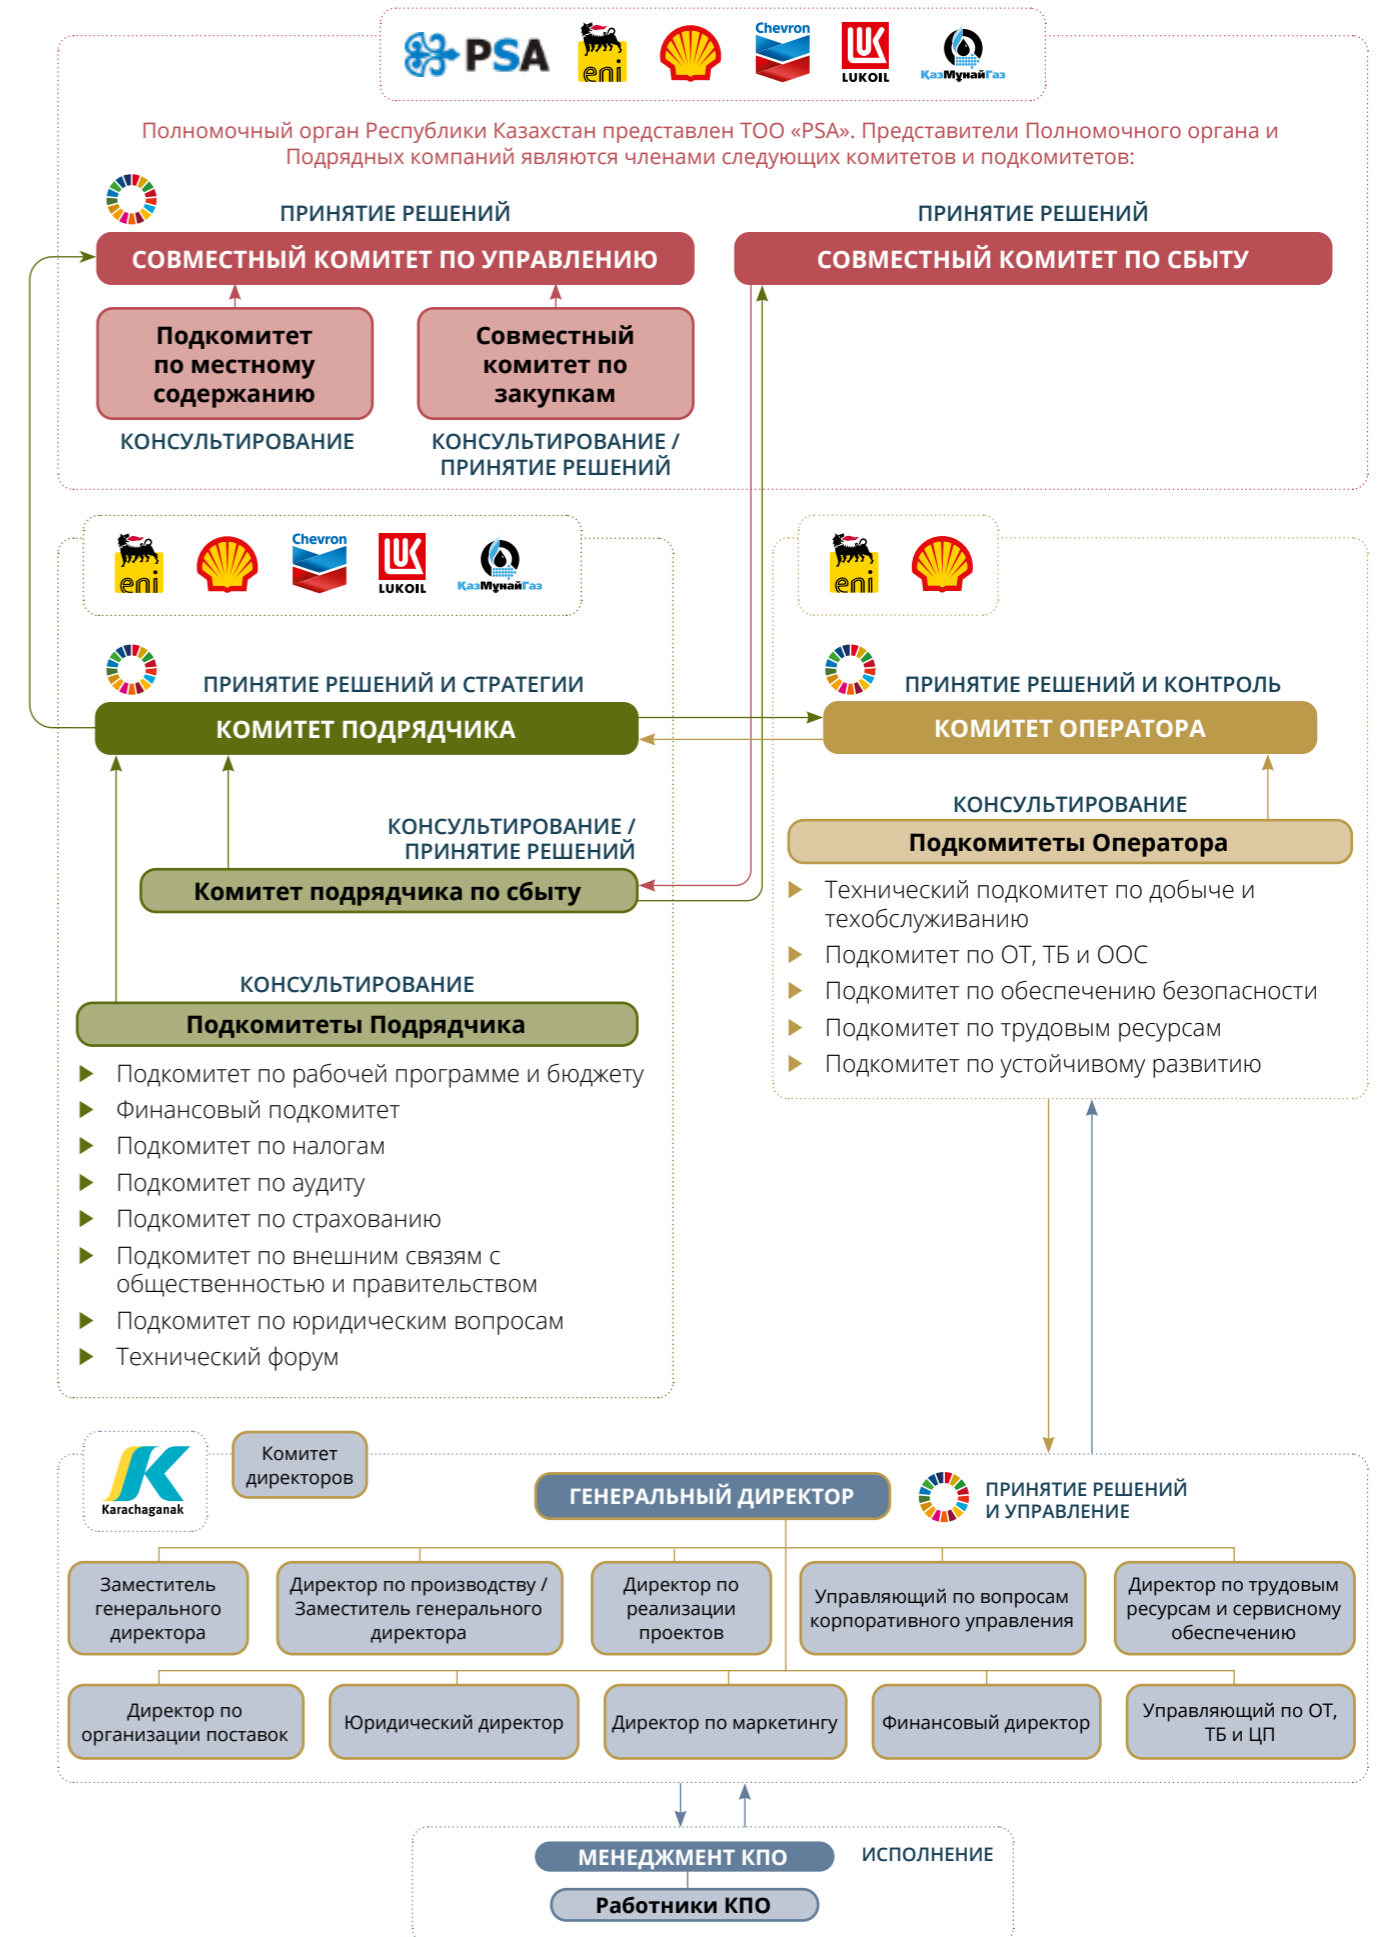 PSA
eni
Chevron
LUKOIL
ҚазМұнайГаз
Полномочный орган Республики Казахстан представлен ТОО «PSA». Представители Полномочного органа и
Подрядных компаний являются членами следующих комитетов и подкомитетов:
ПРИНЯТИЕ РЕШЕНИЙ
СОВМЕСТНЫЙ КОМИТЕТ ПО УПРАВЛЕНИЮ
ПРИНЯТИЕ РЕШЕНИЙ
СОВМЕСТНЫЙ КОМИТЕТ ПО СБЫТУ
Подкомитет
по местному
содержанию
КОНСУЛЬТИРОВАНИЕ
Совместный
комитет по
закупкам
КОНСУЛЬТИРОВАНИЕ /
ПРИНЯТИЕ РЕШЕНИЙ
eni
Chevron
LUKOIL
ҚазМұнайГаз
ПРИНЯТИЕ РЕШЕНИЙ И СТРАТЕГИИ
КОМИТЕТ ПОДРЯДЧИКА
КОНСУЛЬТИРОВАНИЕ /
ПРИНЯТИЕ РЕШЕНИЙ
Комитет подрядчика по сбыту
КОНСУЛЬТИРОВАНИЕ
Подкомитеты Подрядчика
Подкомитет по рабочей программе и бюджету
Финансовый подкомитет
Подкомитет по налогам
Подкомитет по аудиту
Подкомитет по страхованию
Подкомитет по внешним связям с
общественностью и правительством
Подкомитет по юридическим вопросам
Технический форум
eni
ПРИНЯТИЕ РЕШЕНИЙ И КОНТРОЛЬ
КОМИТЕТ ОПЕРАТОРА
КОНСУЛЬТИРОВАНИЕ
Подкомитеты Оператора
Технический подкомитет по добыче и
техобслуживанию
Подкомитет по ОТ, ТБ и ООС
Подкомитет по обеспечению безопасности
Подкомитет по трудовым ресурсам
Подкомитет по устойчивому развитию
Karachaganak
Комитет
директоров
ГЕНЕРАЛЬНЫЙ ДИРЕКТОР
ПРИНЯТИЕ РЕШЕНИЙ
И УПРАВЛЕНИЕ
Заместитель
генерального
директора
Директор по производству /
Заместитель генерального
директора
Директор по
реализации
проектов
Управляющий по вопросам
корпоративного управления
Директор по трудовым
ресурсам и сервисному
обеспечению
Директор по
организации поставок
Юридический директор
Директор по маркетингу
Финансовый директор
Управляющий по ОТ,
ТБ и ЦП
МЕНЕДЖМЕНТ КПО
ИСПОЛНЕНИЕ
Работники КПО